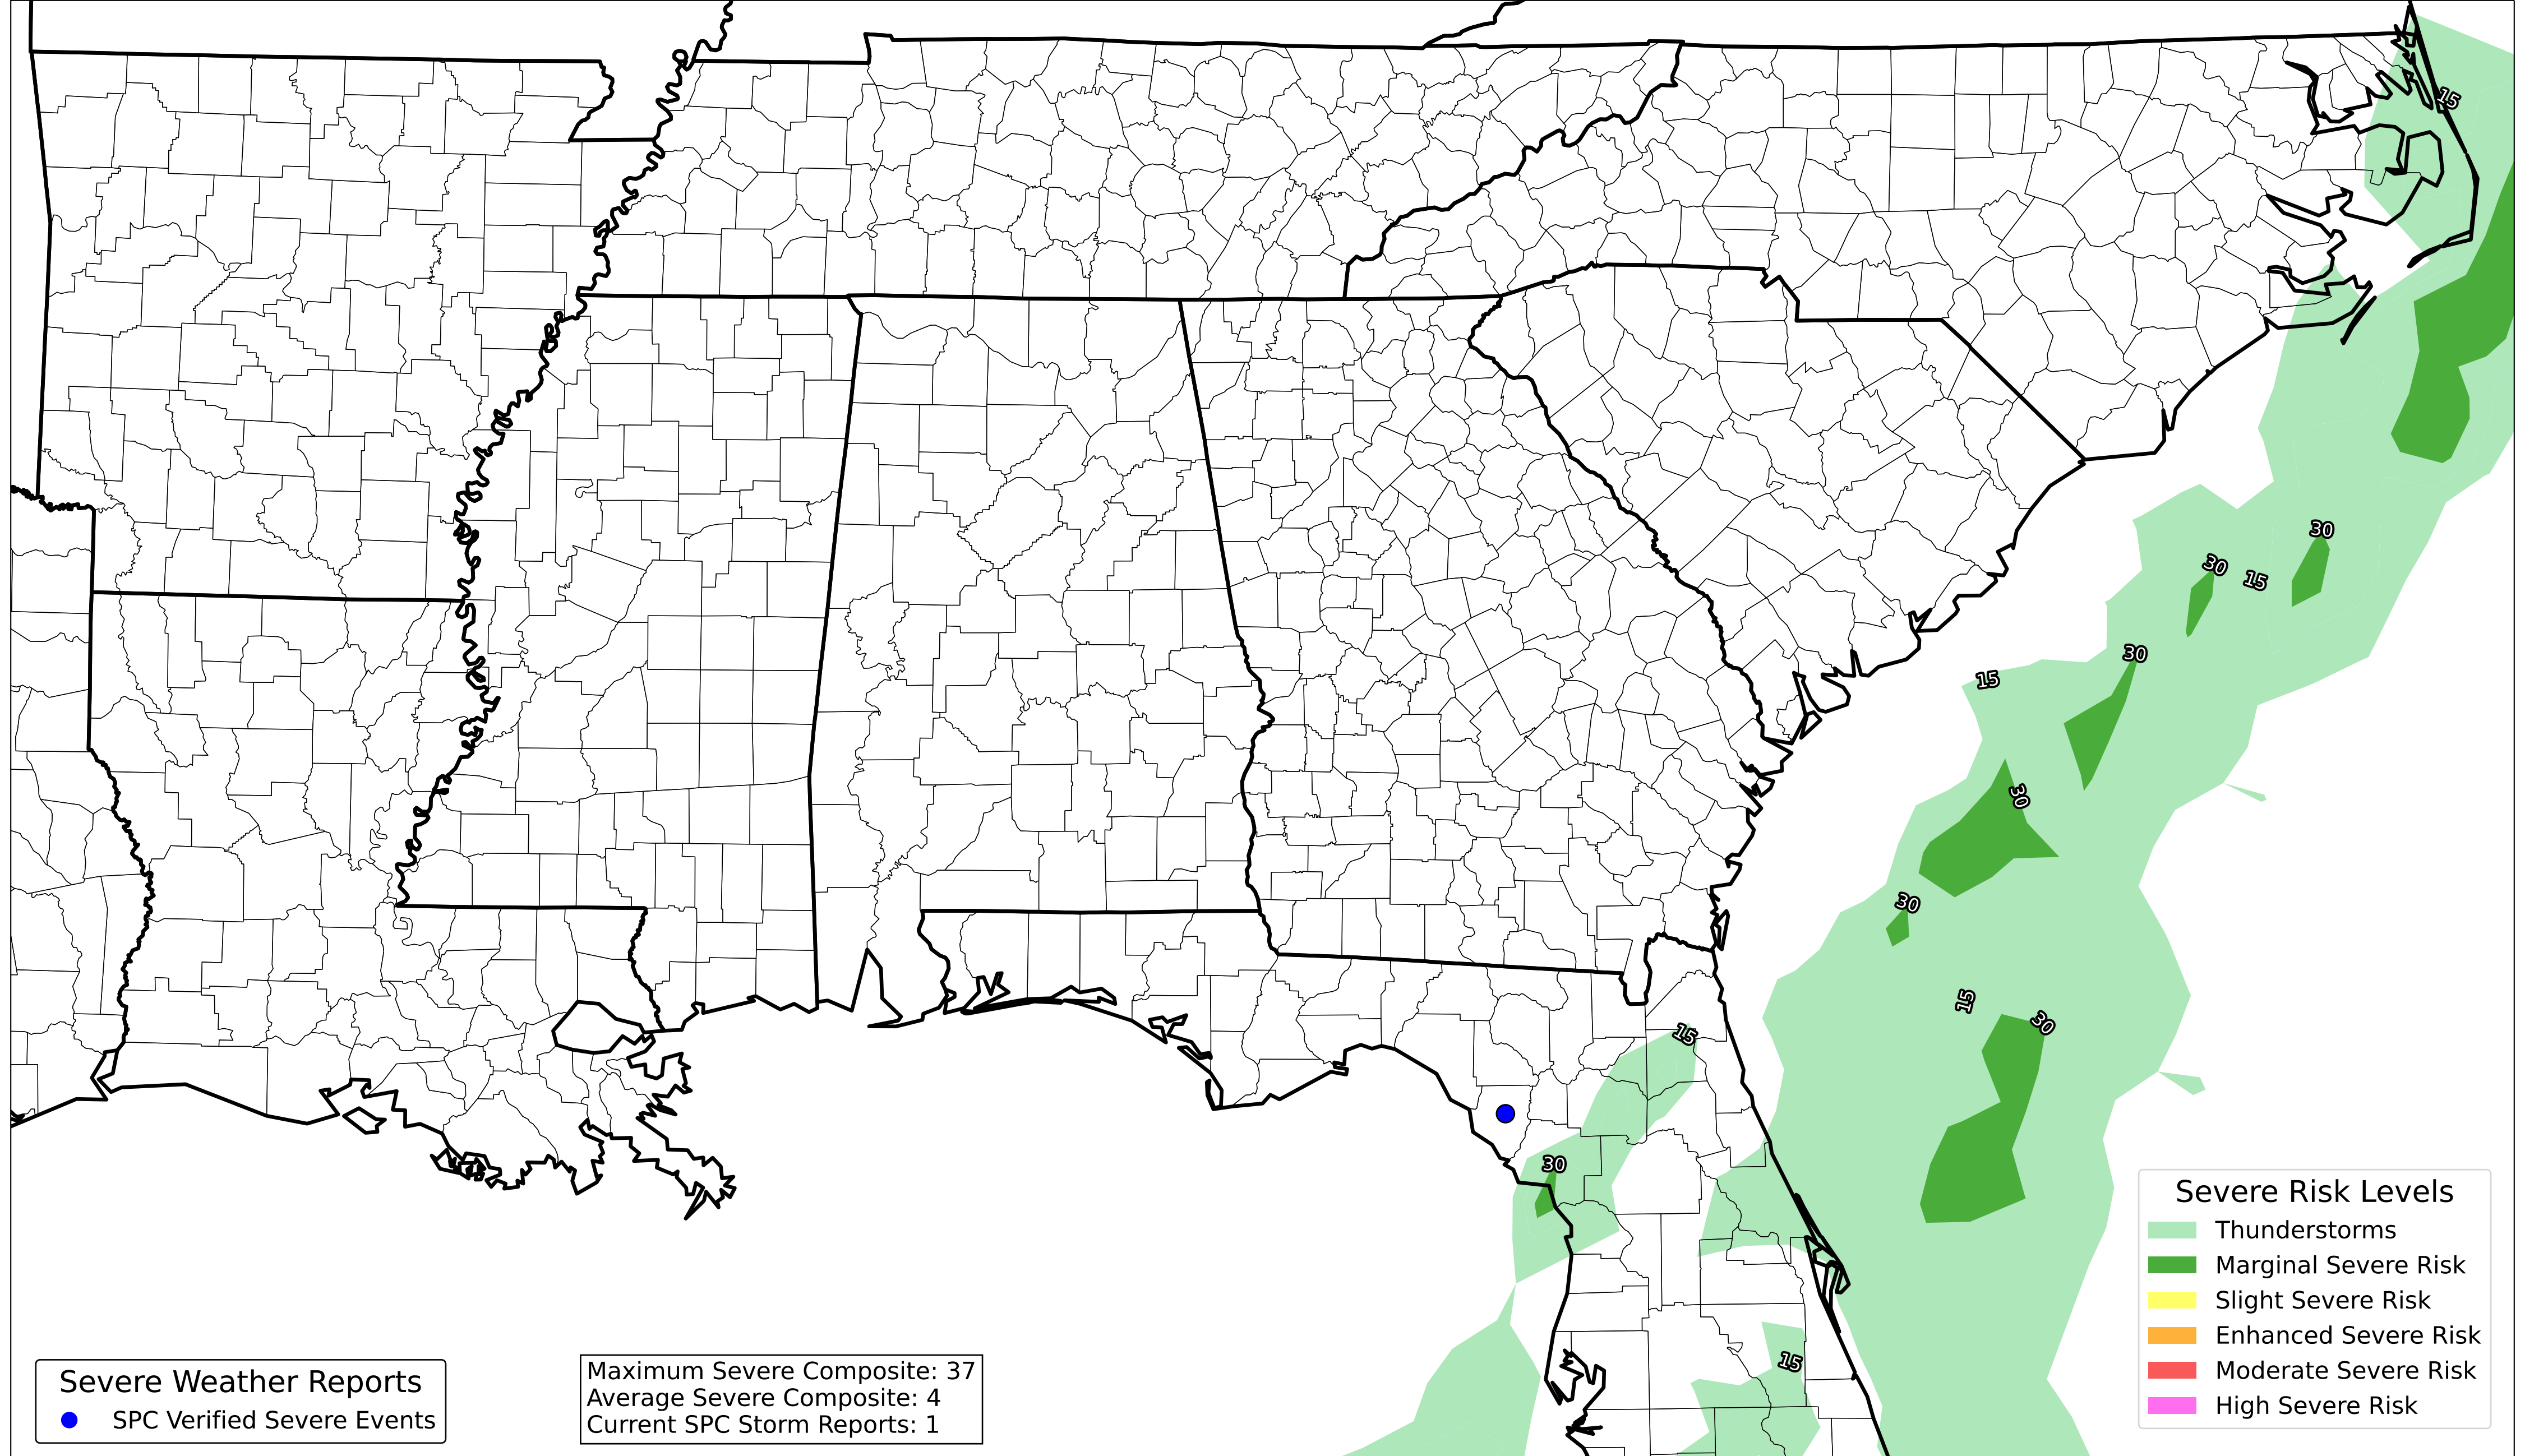 15
30
30
15
30
15
30
30
15
30
15
30
15
Severe Risk Levels
Thunderstorms
Marginal Severe Risk
Slight Severe Risk
Enhanced Severe Risk
Moderate Severe Risk
High Severe Risk
Severe Weather Reports
SPC Verified Severe Events
Maximum Severe Composite: 37
Average Severe Composite: 4
Current SPC Storm Reports: 1